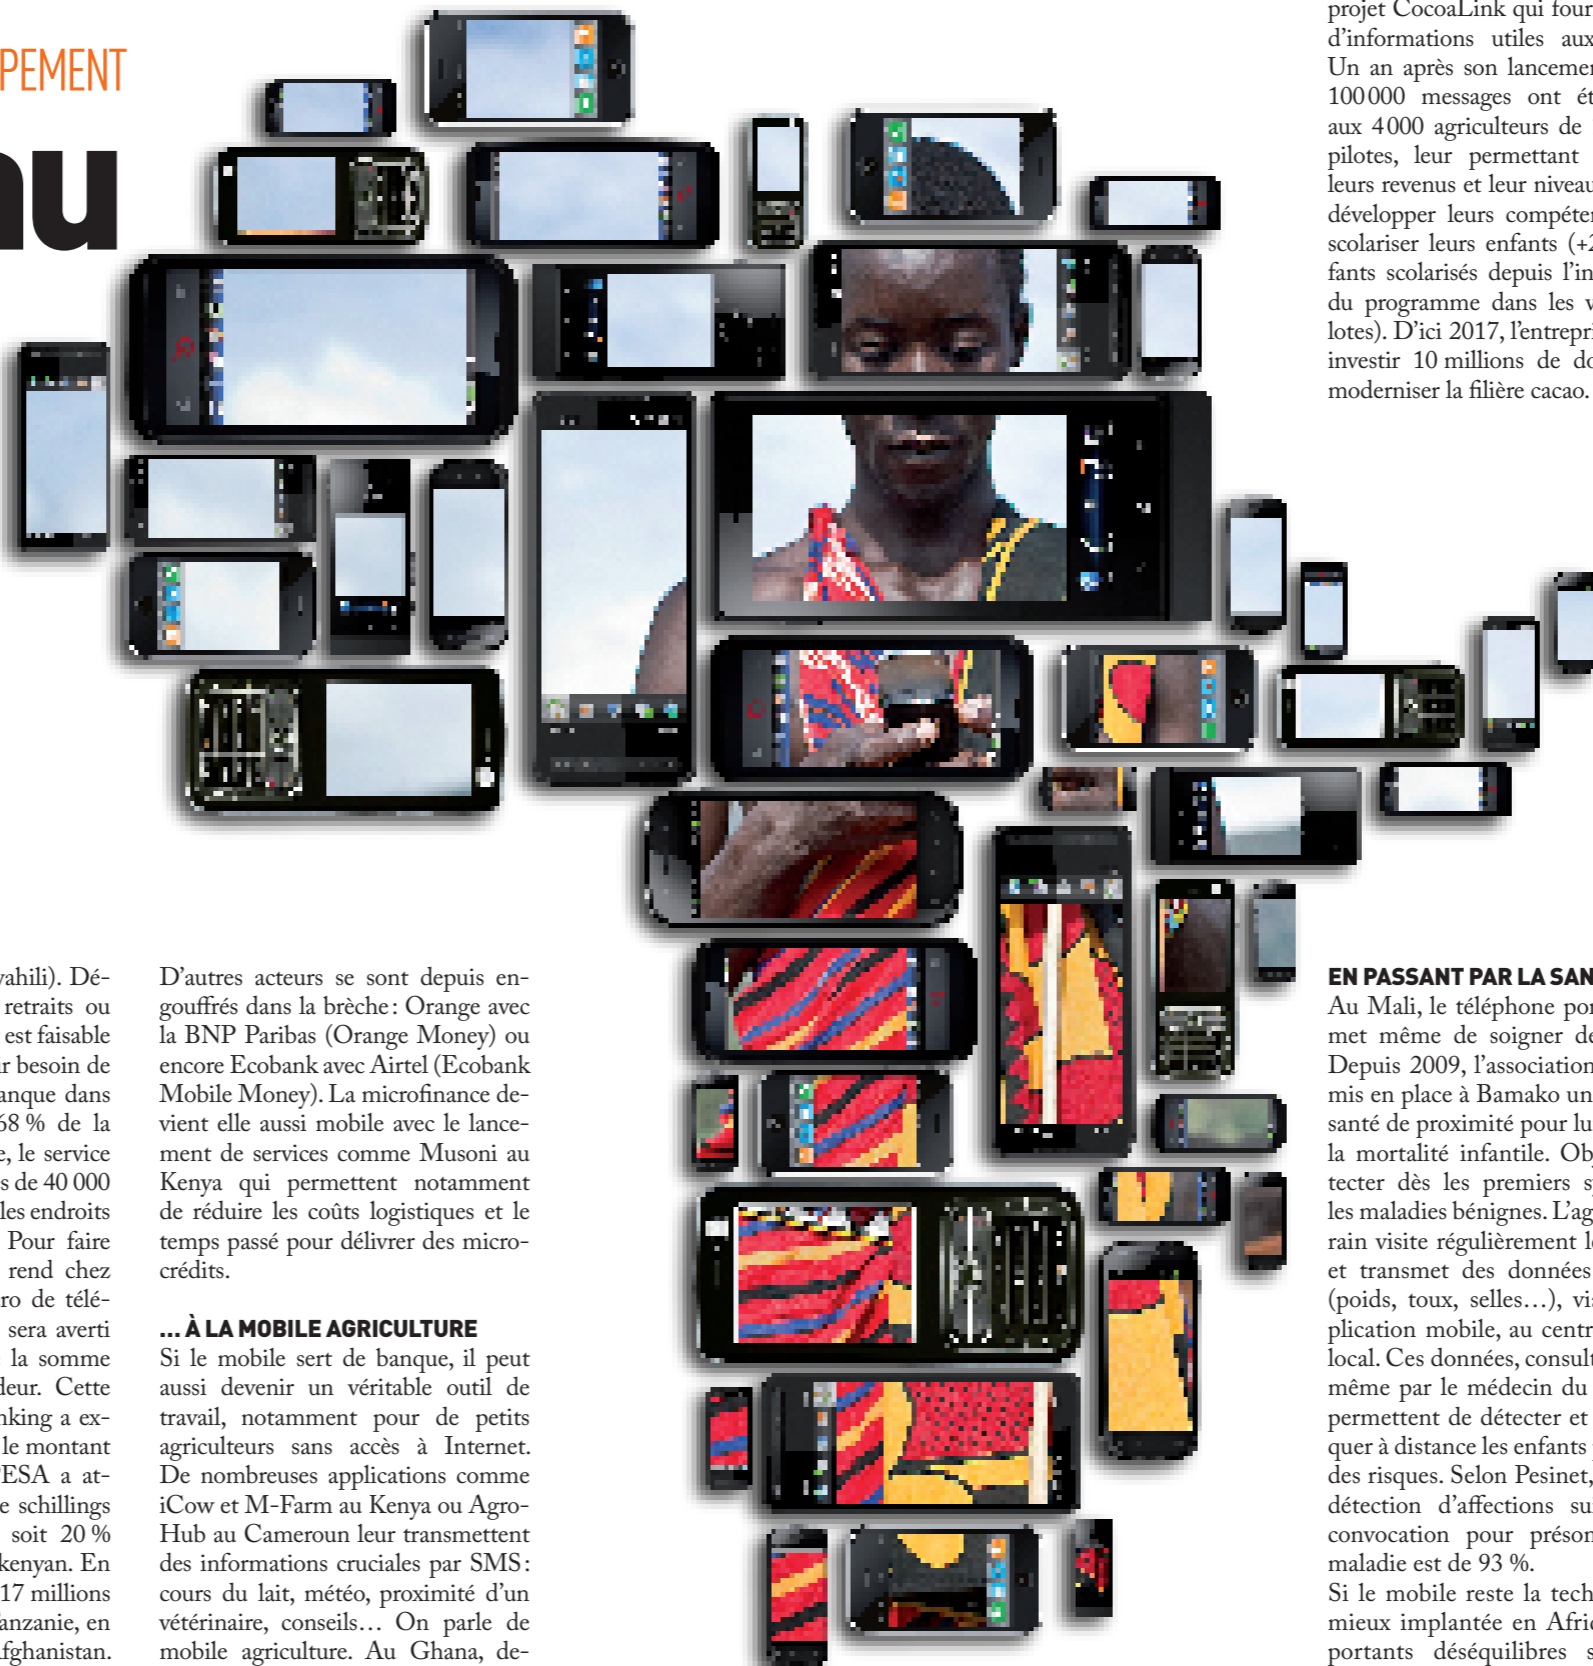 PEMENT
au
vahili). Dé-
retraits ou
est faisable
ir besoin de
anque dans
68 % de la
e, le service
s de 40 000
les endroits
Pour faire
rend chez
ro de télé-
sera averti
la somme
deur. Cette
nking a ex-
le montant
PESA a at-
e schillings
soit 20 %
kenyan. En
17 millions
Tanzanie, en
Afghanistan.
D'autres acteurs se sont depuis en-
gouffrés dans la brèche : Orange avec
la BNP Paribas (Orange Money) ou
encore Ecobank avec Airtel (Ecobank
Mobile Money). La microfinance de-
vient elle aussi mobile avec le lance-
ment de services comme Musoni au
Kenya qui permettent notamment
de réduire les coûts logistiques et le
temps passé pour délivrer des micro-
crédits.
... À LA MOBILE AGRICULTURE
Si le mobile sert de banque, il peut
aussi devenir un véritable outil de
travail, notamment pour de petits
agriculteurs sans accès à Internet.
De nombreuses applications comme
iCow et M-Farm au Kenya ou Agro-
Hub au Cameroun leur transmettent
des informations cruciales par SMS :
cours du lait, météo, proximité d'un
vétérinaire, conseils… On parle de
mobile agriculture. Au Ghana, de-
projet CocoaLink qui four
d'informations utiles aux
Un an après son lancemen
100 000 messages ont ét
aux 4 000 agriculteurs de
pilotes, leur permettant
leurs revenus et leur niveau
développer leurs compéter
scolariser leurs enfants (+2
fants scolarisés depuis l'in
du programme dans les v
lotes). D'ici 2017, l'entrepri
investir 10 millions de do
moderniser la filière cacao.
EN PASSANT PAR LA SAN
Au Mali, le téléphone por
met même de soigner de
Depuis 2009, l'association
mis en place à Bamako un
santé de proximité pour lu
la mortalité infantile. Obj
tecter dès les premiers sy
les maladies bénignes. L'ag
rain visite régulièrement le
et transmet des données
(poids, toux, selles…), via
plication mobile, au centr
local. Ces données, consult
même par le médecin du
permettent de détecter et
quer à distance les enfants p
des risques. Selon Pesinet,
détection d'affections sui
convocation pour préson
maladie est de 93 %.
Si le mobile reste la tech
mieux implantée en Afric
portants déséquilibres s